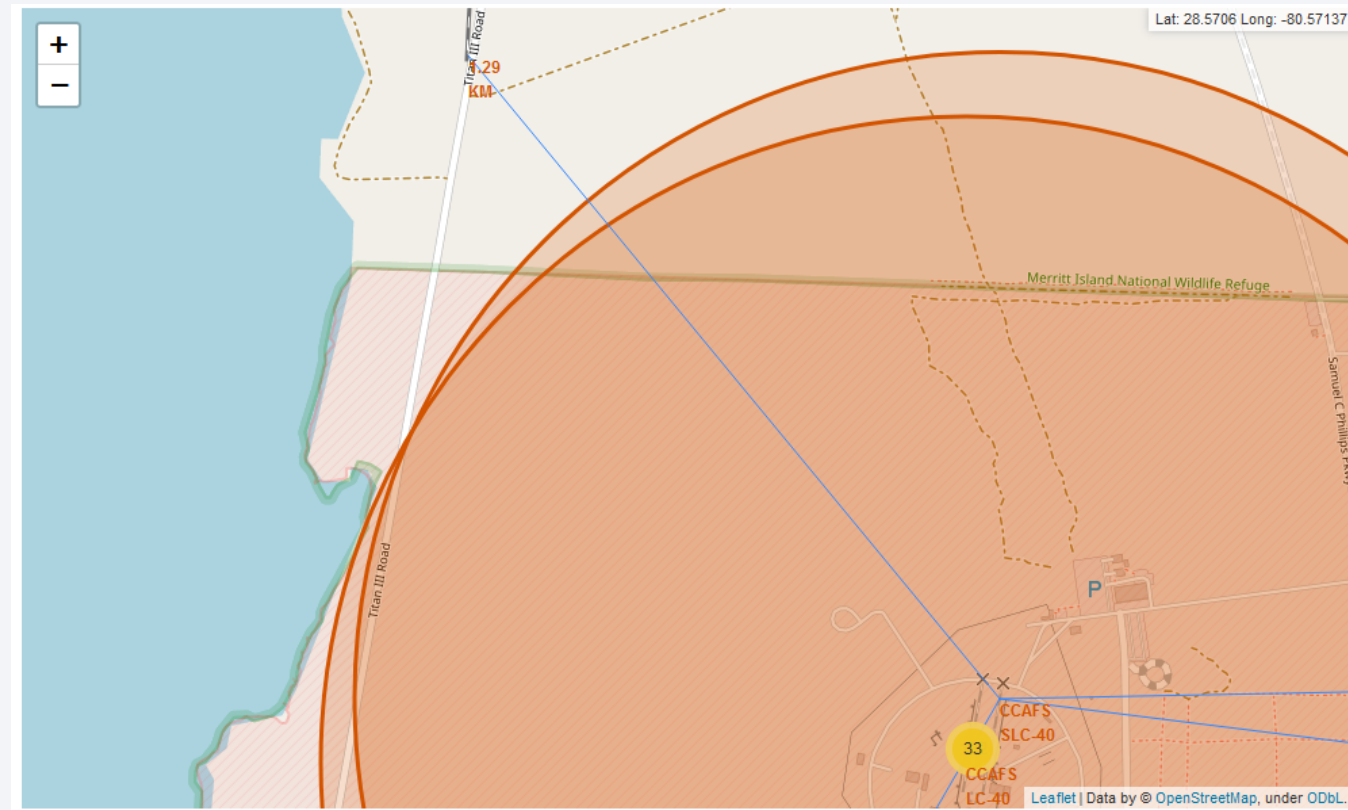 +
−
Lat: 28.5706 Long: -80.57137
Titan III Road
.29
KM
Merritt Island National Wildlife Refuge
Samuel C Phillips Pkwy
Titan III Road
P
CCAFS
SLC-40
33
CCAFS
LC-40
Leaflet | Data by © OpenStreetMap, under ODbL.